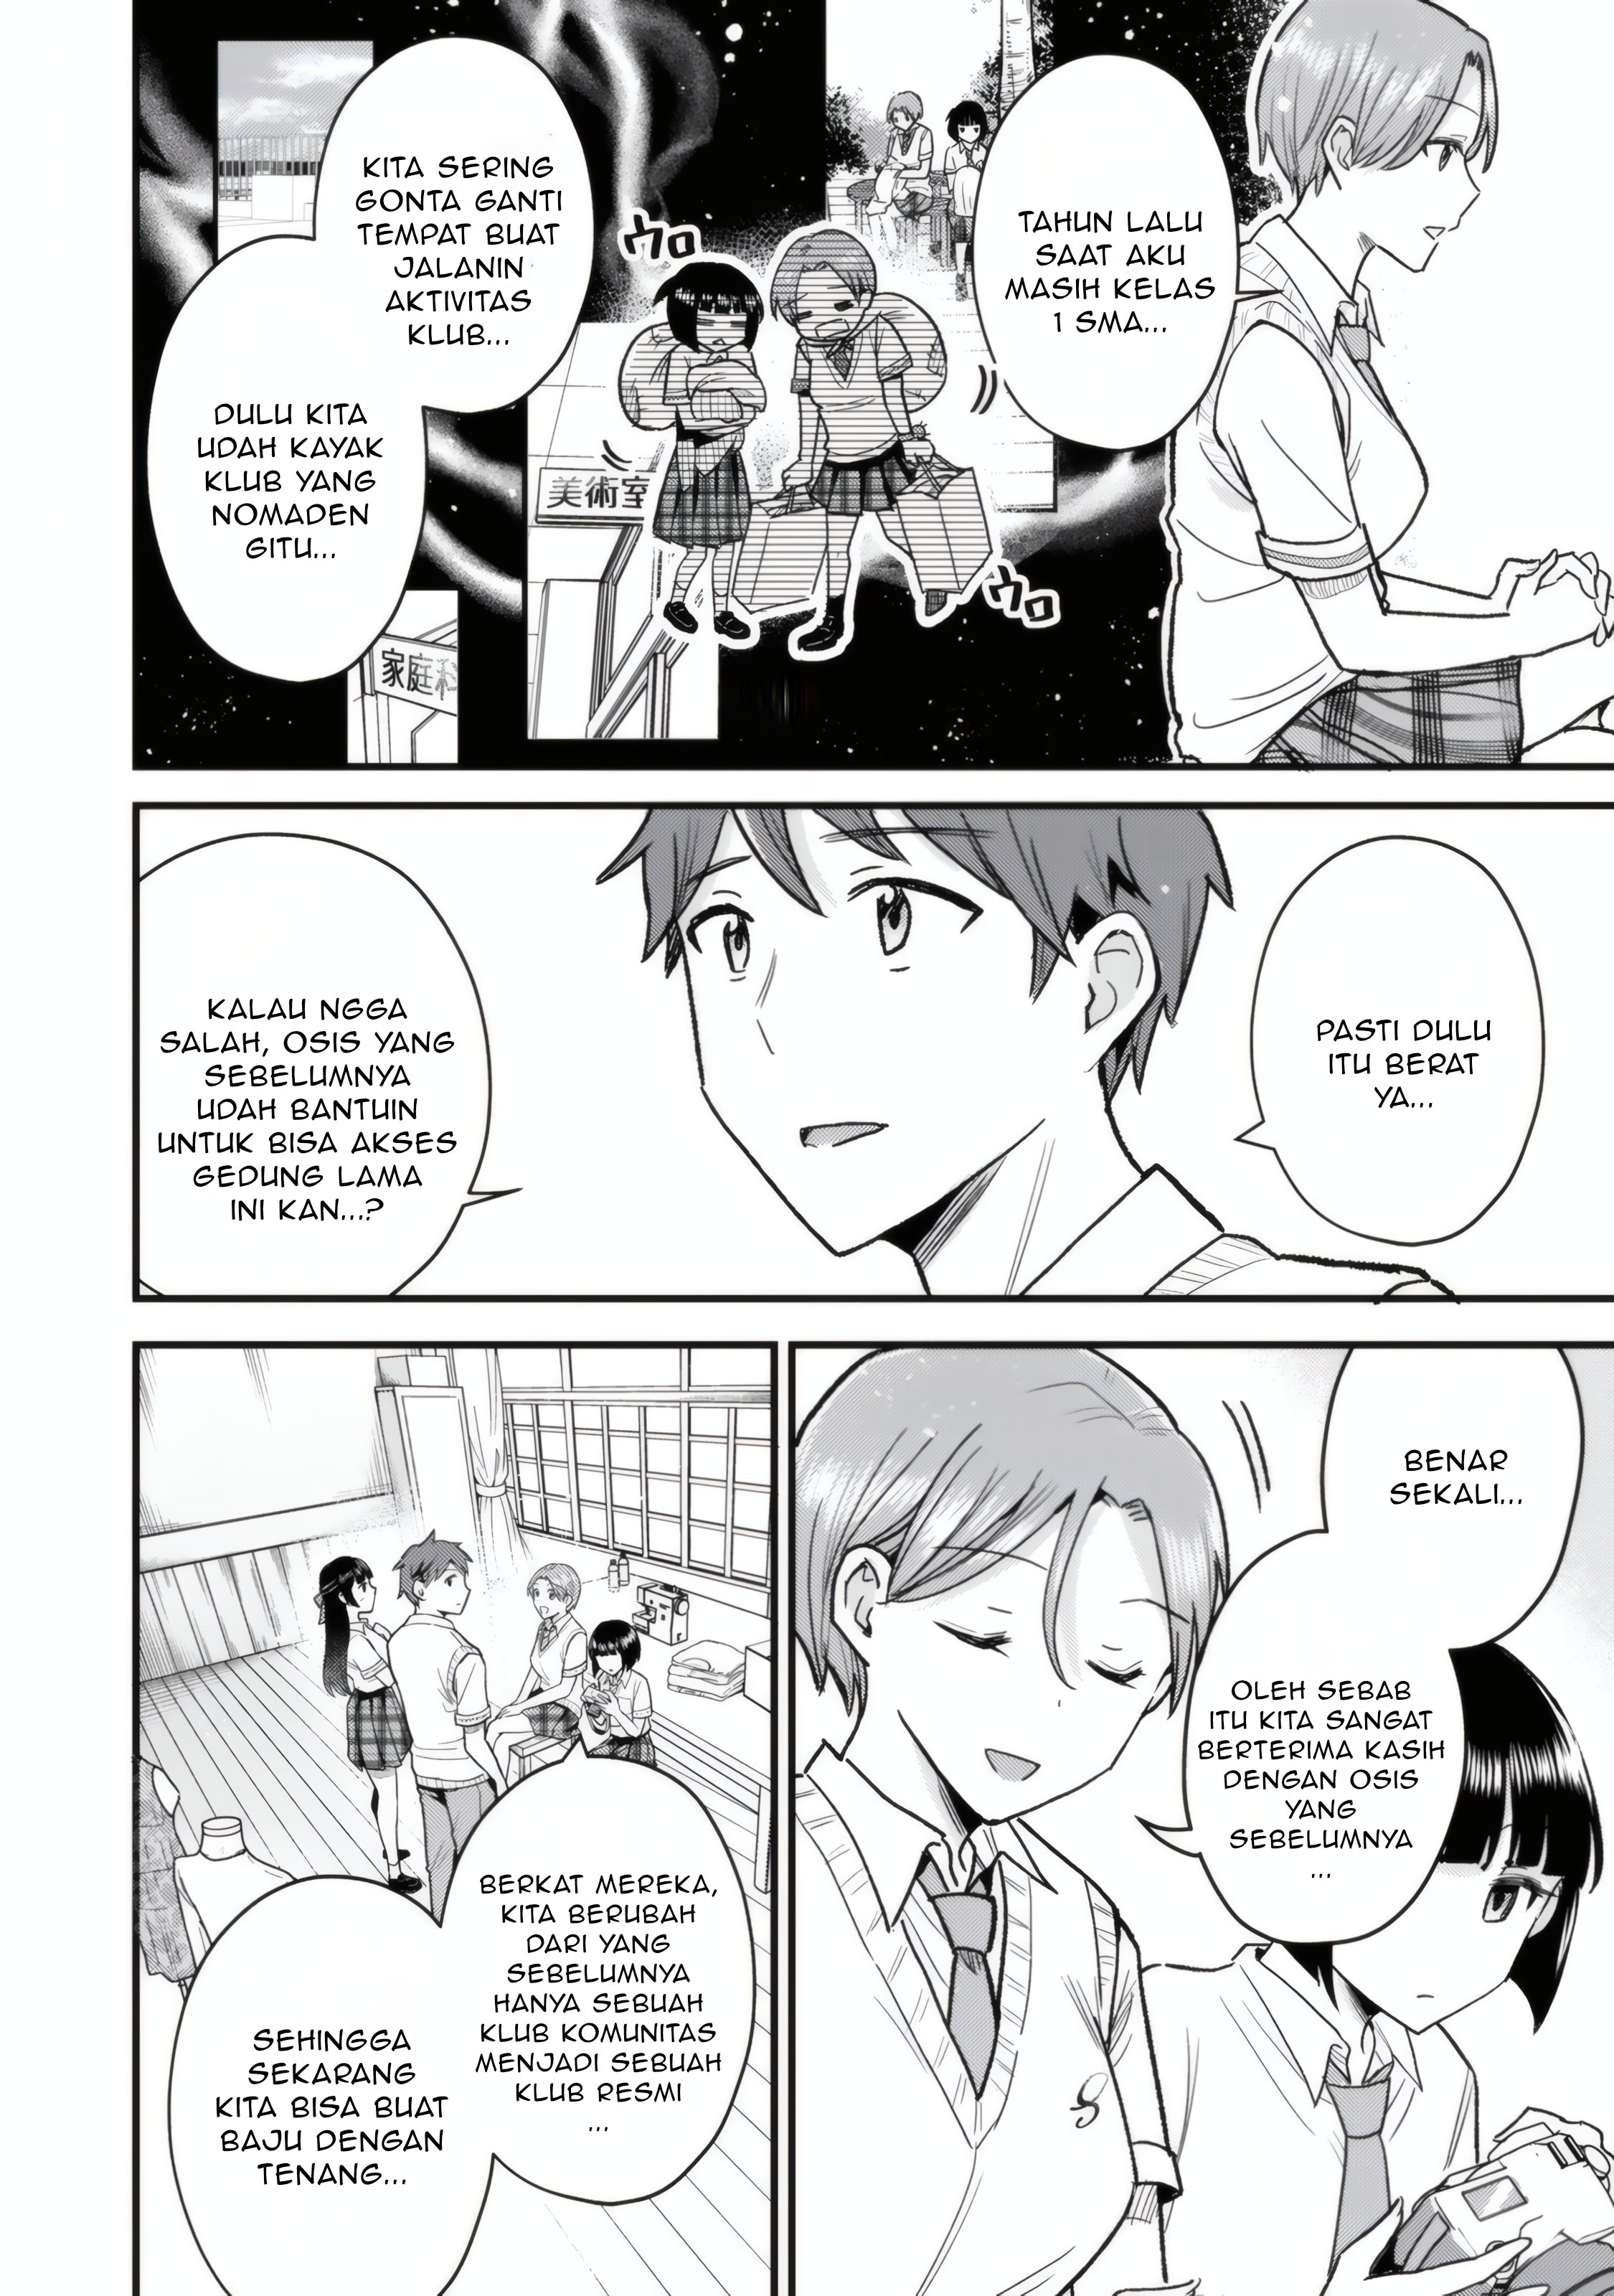 TAHUN LALU
SAAT AKU
MASIH KELAS
1 SMA...
KITA SERING
GONTA GANTI
TEMPAT BUAT
JALANIN
AKTIVITAS
KLUB...
DULU KITA
UDAH KAYAK
KLUB YANG
NOMADEN
GITU...
ウロ
ウロ
美術室
家庭科
PASTI DULU
ITU BERAT
YA...
KALAU NGGA
SALAH, OSIS YANG
SEBELUMNYA
UDAH BANTUIN
UNTUK BISA AKSES
GEDUNG LAMA
INI KAN...?
BENAR
SEKALI...
OLEH SEBAB
ITU KITA SANGAT
BERTERIMA KASIH
DENGAN OSIS
YANG
SEBELUMNYA
...
BERKAT MEREKA,
KITA BERUBAH
DARI YANG
SEBELUMNYA
HANYA SEBUAH
KLUB KOMUNITAS
MENJADI SEBUAH
KLUB RESMI
...
SEHINGGA
SEKARANG
KITA BISA BUAT
BAJU DENGAN
TENANG...